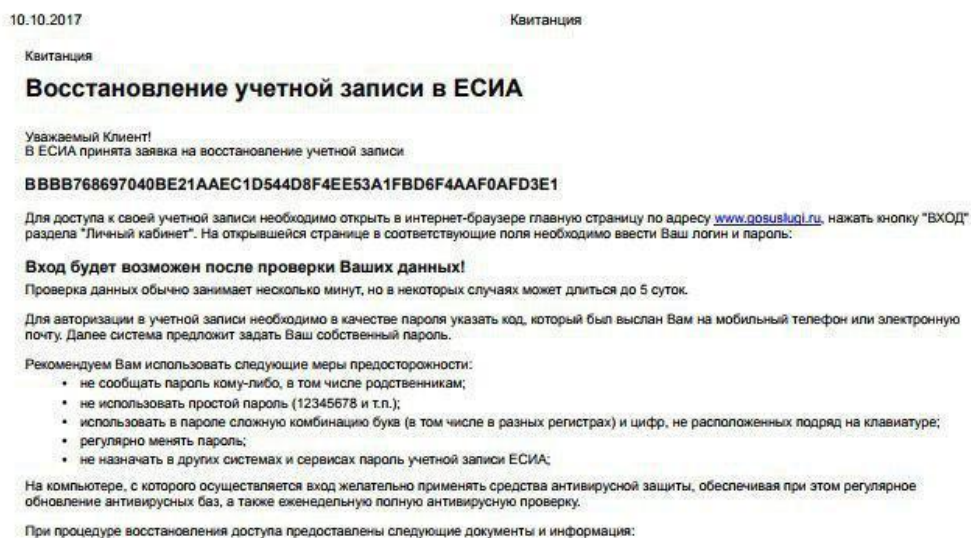 10.10.2017 Квитанция
Квитанция
Восстановление учетной записи в ЕСИА
Уважаемый Клиент!
В ЕСИА принята заявка на восстановление учетной записи
BBBB768697040BE21AAEC1D544D8F4EE53A1FBD6F4AAF0AFD3E1
Для доступа к своей учетной записи необходимо открыть в интернет-браузере главную страницу по адресу www.gosuslugi.ru, нажать кнопку "ВХОД"
раздела "Личный кабинет". На открывшейся странице в соответствующие поля необходимо ввести Ваш логин и пароль:
Вход будет возможен после проверки Ваших данных!
Проверка данных обычно занимает несколько минут, но в некоторых случаях может длиться до 5 суток.
Для авторизации в учетной записи необходимо в качестве пароля указать код, который был выслан Вам на мобильный телефон или электронную
почту. Далее система предложит задать Ваш собственный пароль.
Рекомендуем Вам использовать следующие меры предосторожности:
• не сообщать пароль кому-либо, в том числе родственникам;
• не использовать простой пароль (12345678 и т.п.);
• использовать в пароле сложную комбинацию букв (в том числе в разных регистрах) и цифр, не расположенных подряд на клавиатуре;
• регулярно менять пароль;
• не назначать в других системах и сервисах пароль учетной записи ЕСИА;
На компьютере, с которого осуществляется вход желательно применять средства антивирусной защиты, обеспечивая при этом регулярное
обновление антивирусных баз, а также еженедельную полную антивирусную проверку.
При процедуре восстановления доступа предоставлены следующие документы и информация: